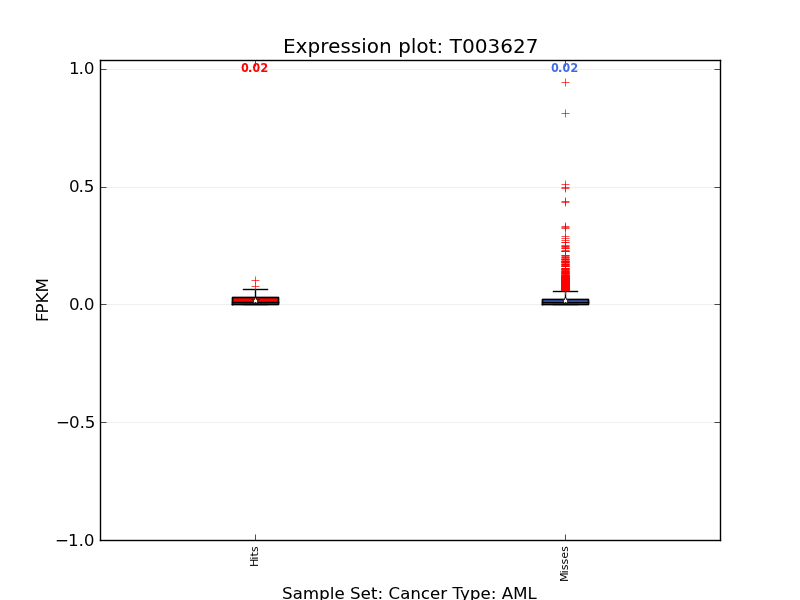 Expression plot: T003627
0.02
0.02
1.0
0.5
0.0
−0.5
−1.0
FPKM
Hits
Misses
Sample Set: Cancer Type: AML